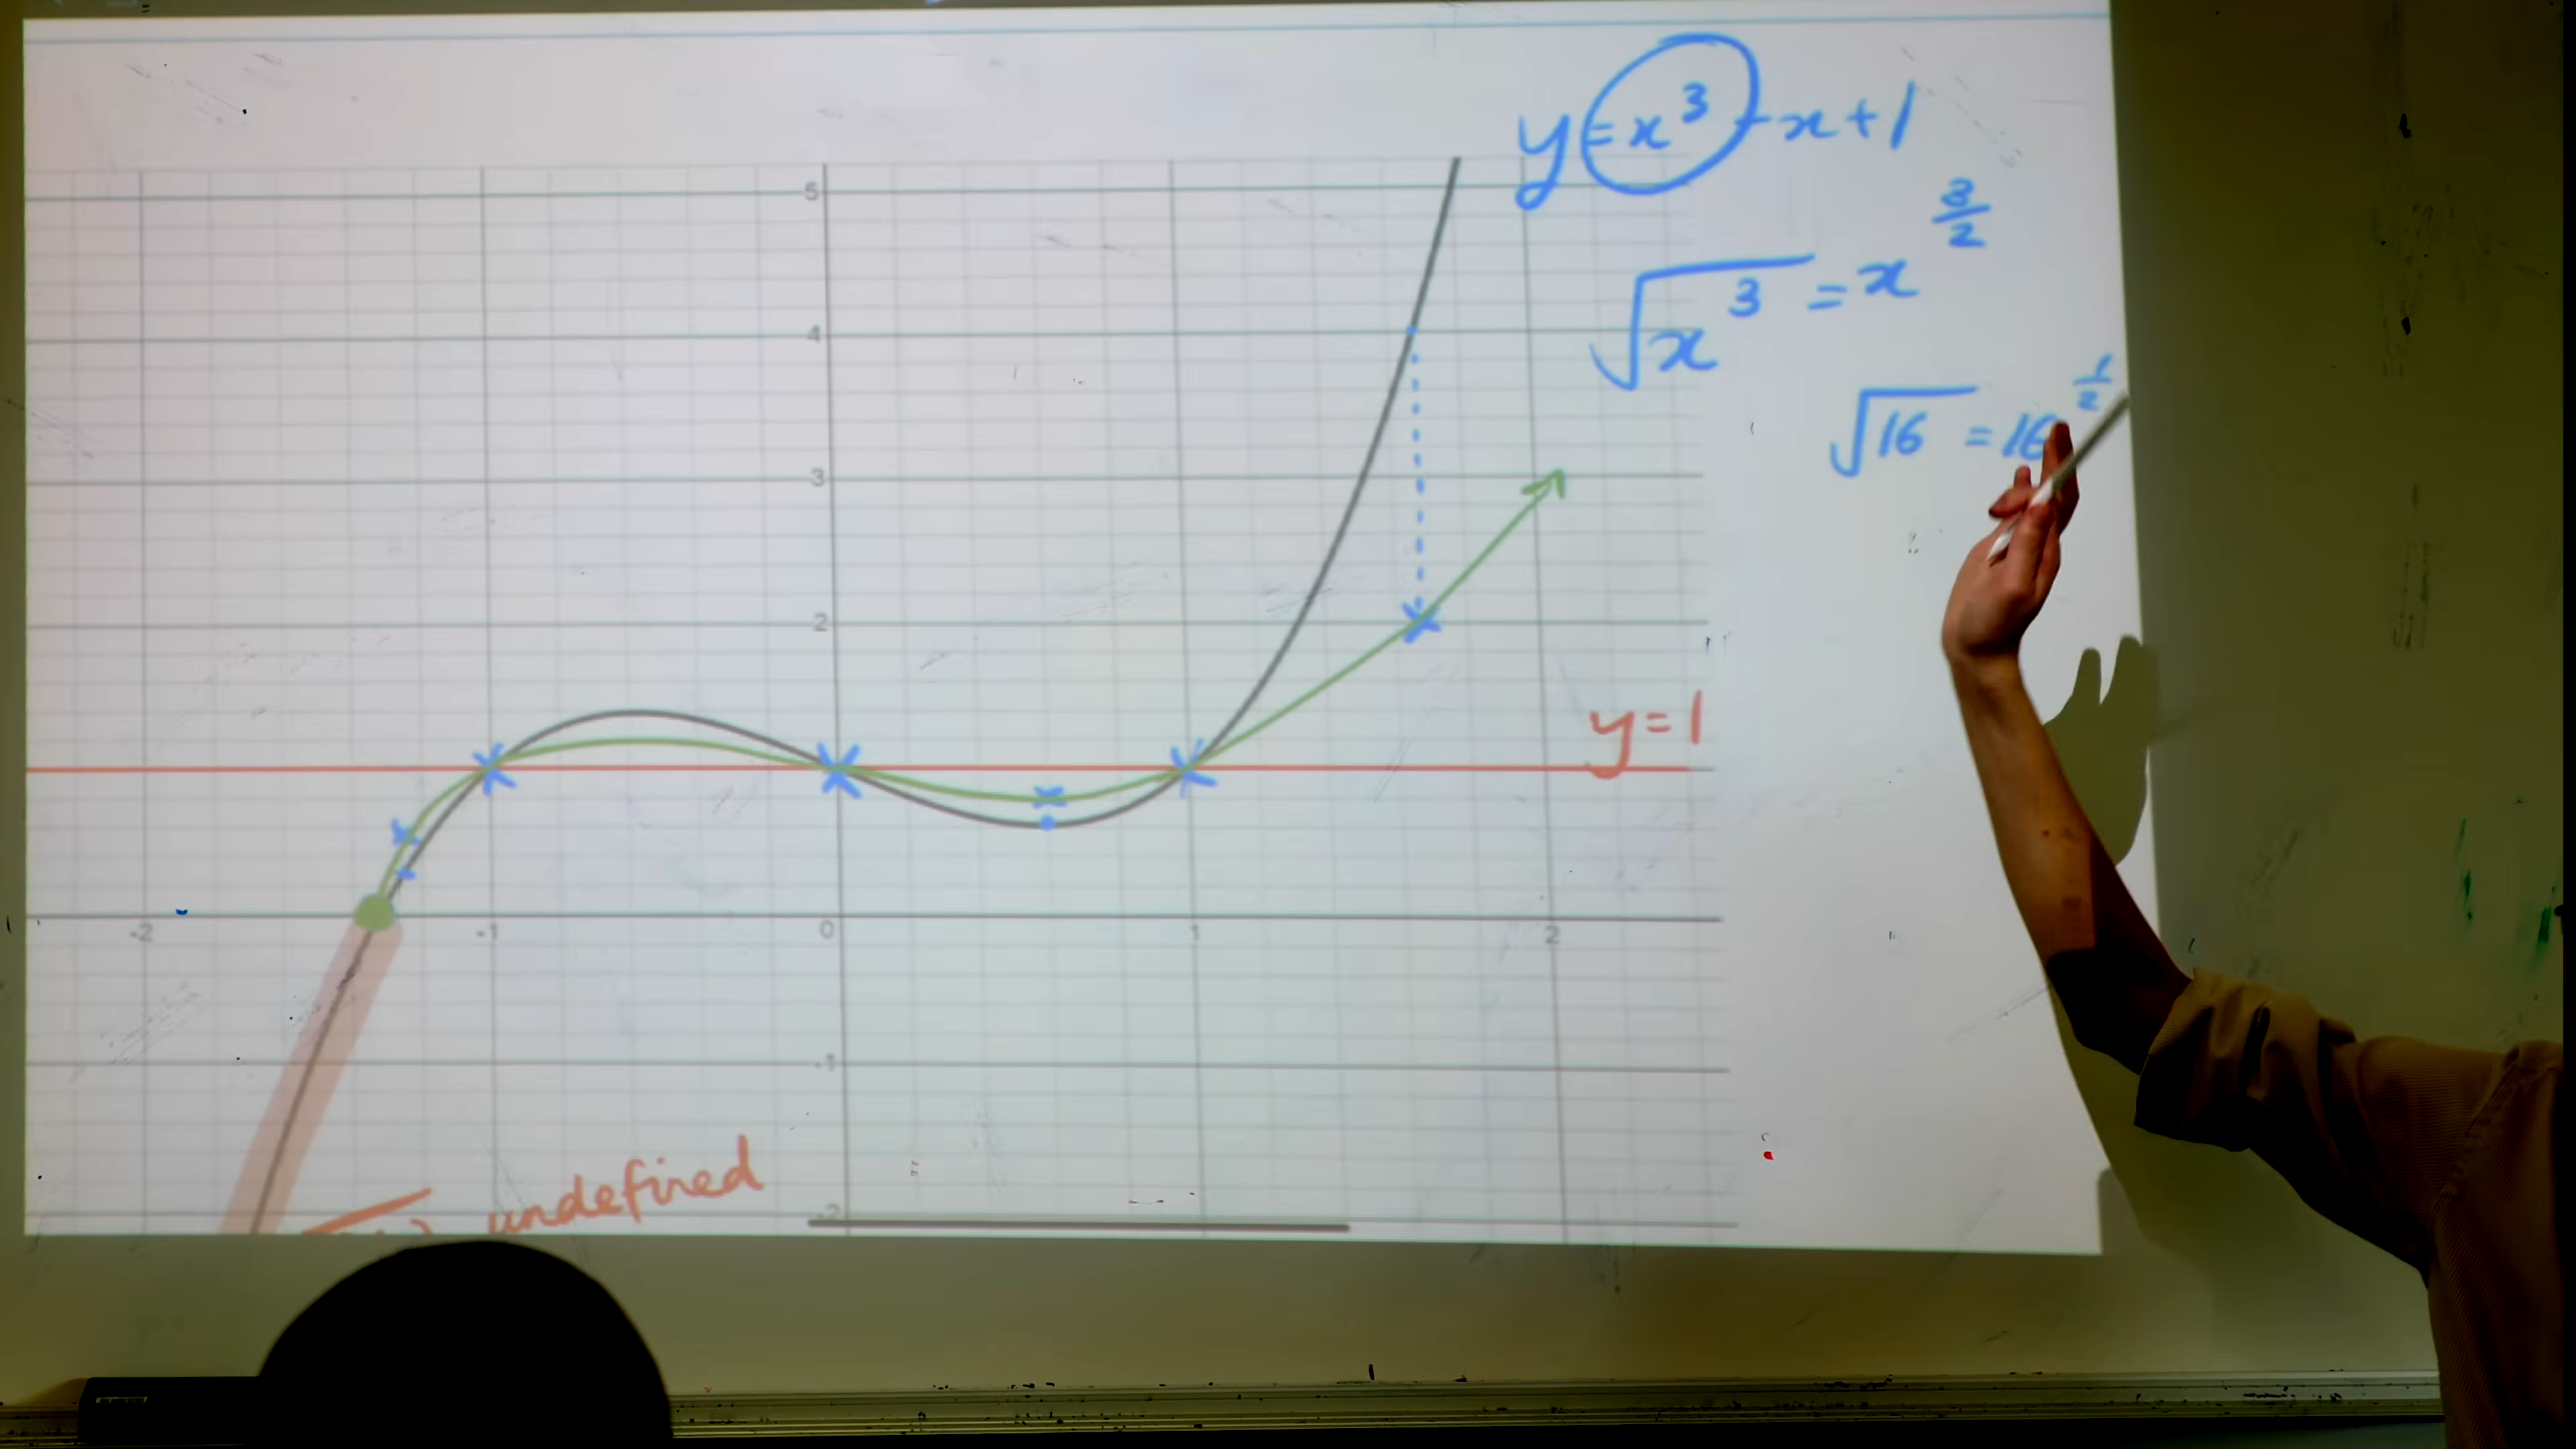 y = x³ - x + 1
√x³ = x^(3/2)
√16 = 16^(1/2)
5
4
3
2
y = 1
-2 -1 0 1 2
-1
undefined
-2